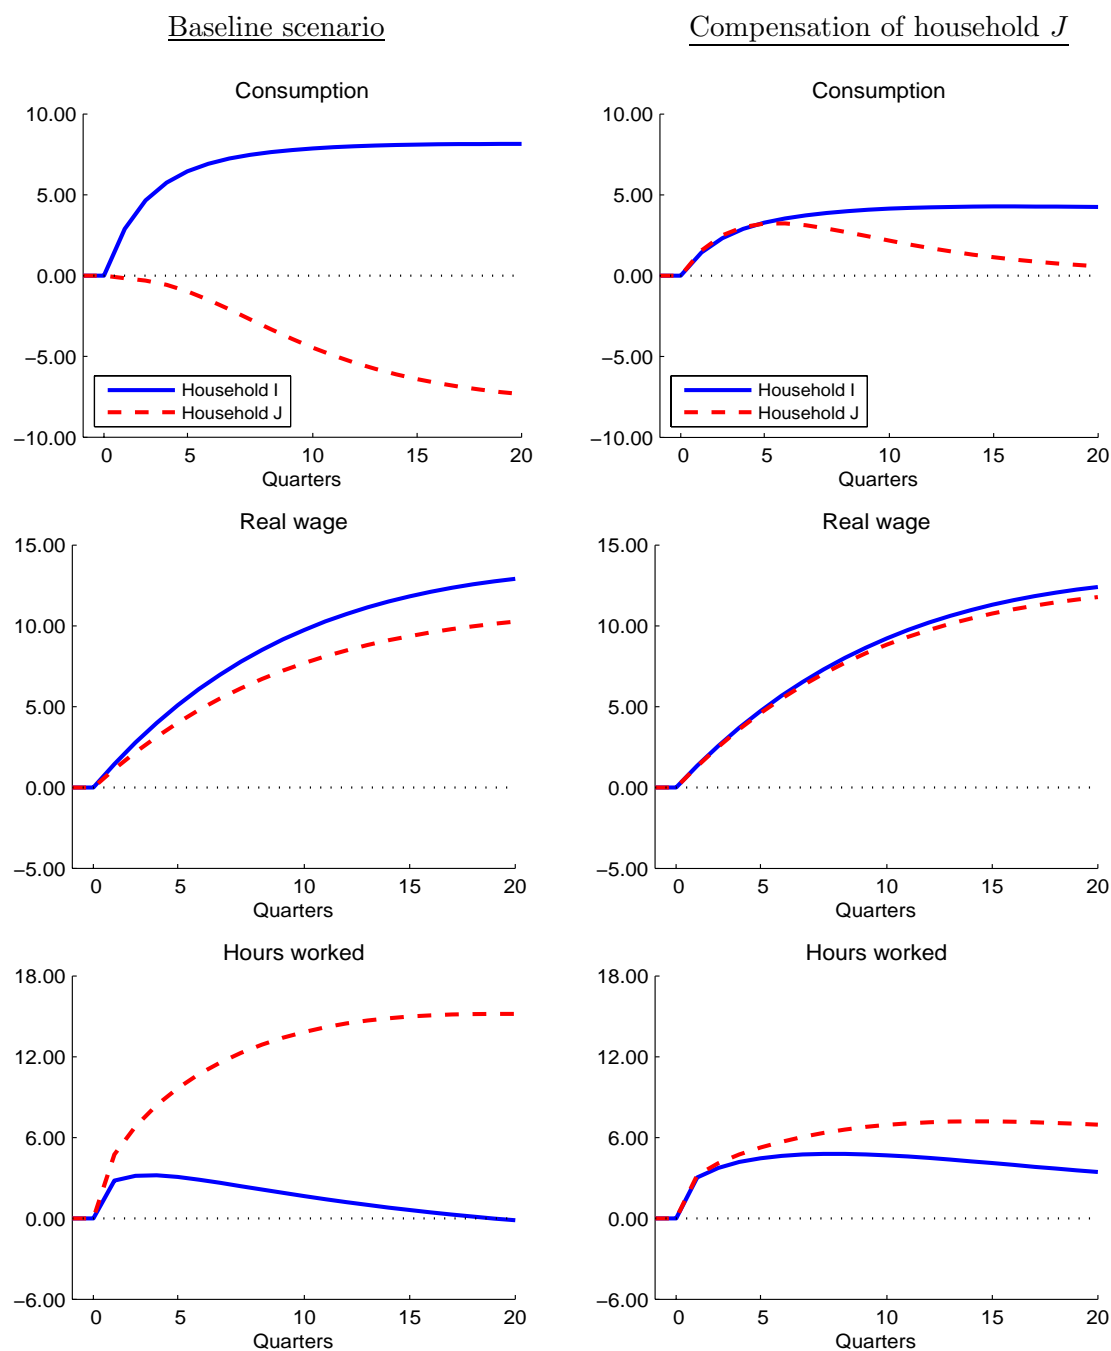 Baseline scenario
Compensation of household J
Consumption
10.00
5.00
0.00
−5.00
−10.00
Household I
Household J
0 5 10 15 20
Quarters
Consumption
10.00
5.00
0.00
−5.00
−10.00
Household I
Household J
0 5 10 15 20
Quarters
Real wage
15.00
10.00
5.00
0.00
−5.00
0 5 10 15 20
Quarters
Real wage
15.00
10.00
5.00
0.00
−5.00
0 5 10 15 20
Quarters
Hours worked
18.00
12.00
6.00
0.00
−6.00
0 5 10 15 20
Quarters
Hours worked
18.00
12.00
6.00
0.00
−6.00
0 5 10 15 20
Quarters